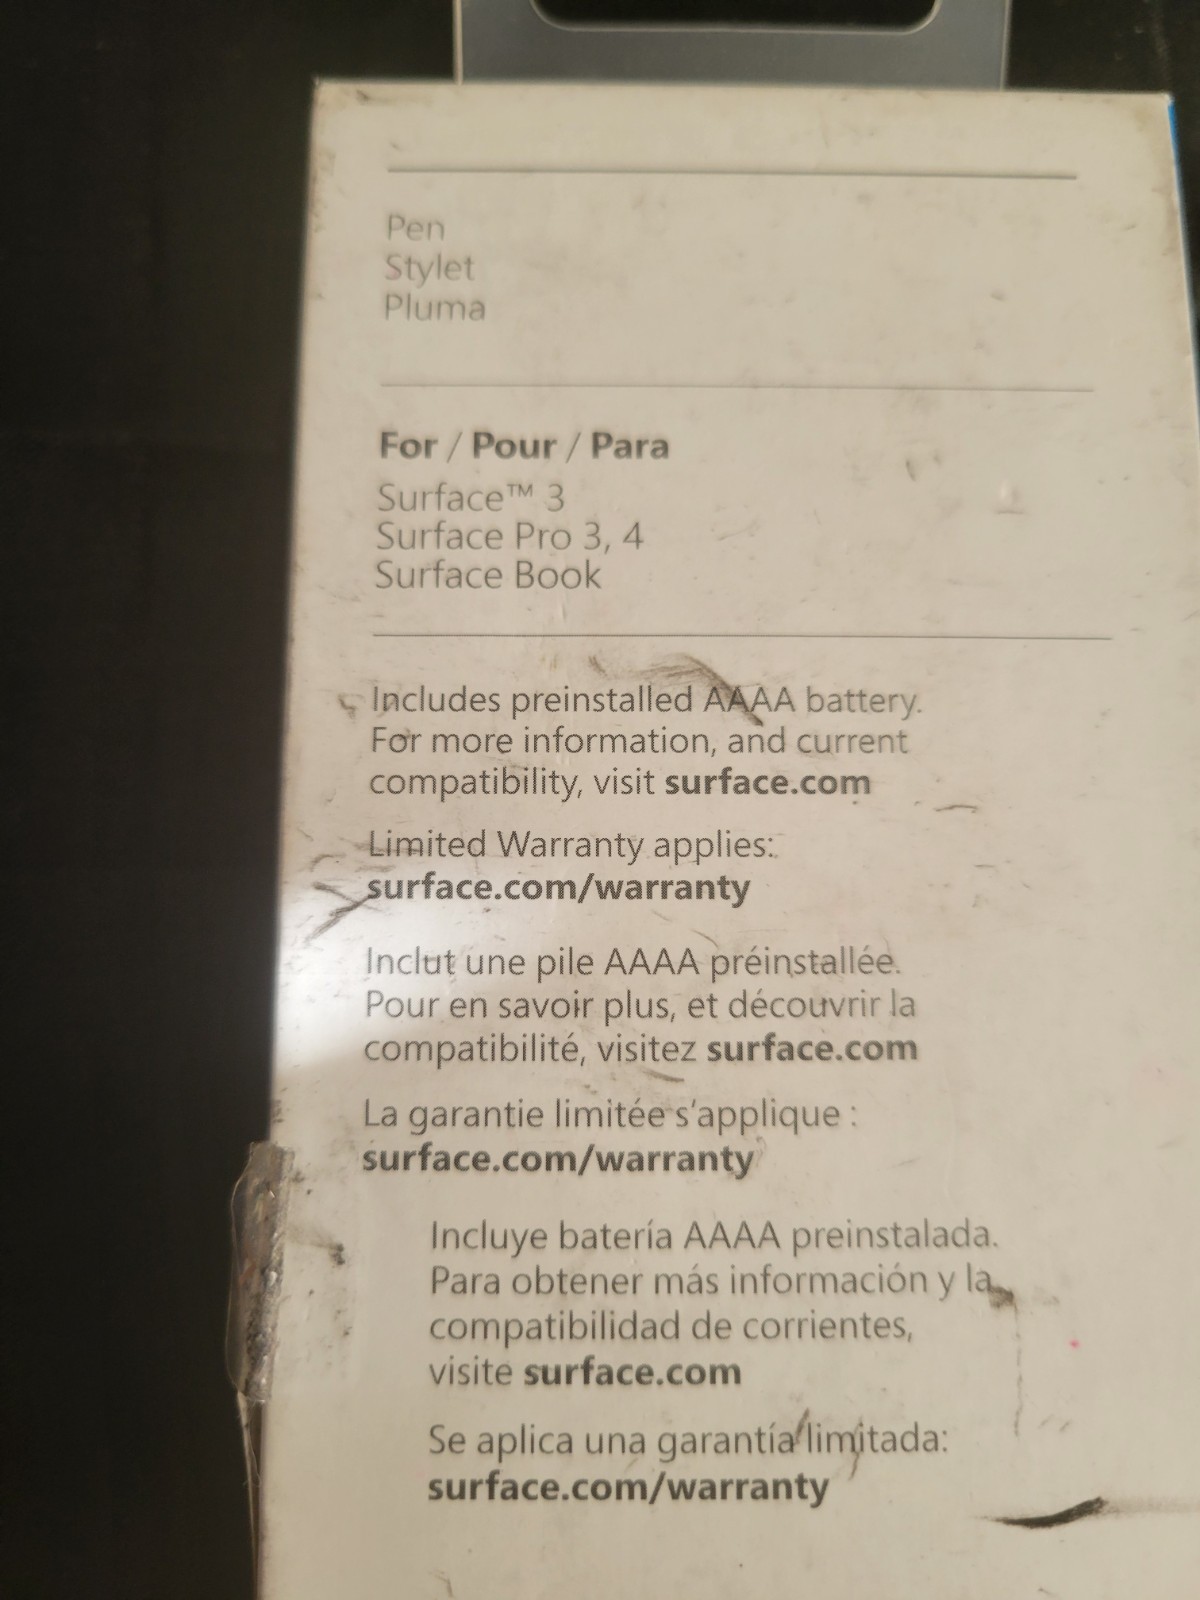 Pen
Stylet
Pluma
For / Pour / Para
Surface™ 3
Surface Pro 3, 4
Surface Book
Includes preinstalled AAAA battery.
For more information, and current
compatibility, visit surface.com
Limited Warranty applies:
surface.com/warranty
Inclut une pile AAAA préinstallée.
Pour en savoir plus, et découvrir la
compatibilité, visitez surface.com
La garantie limitée s'applique :
surface.com/warranty
Incluye batería AAAA preinstalada.
Para obtener más información y la
compatibilidad de corrientes,
visite surface.com
Se aplica una garantía limitada:
surface.com/warranty